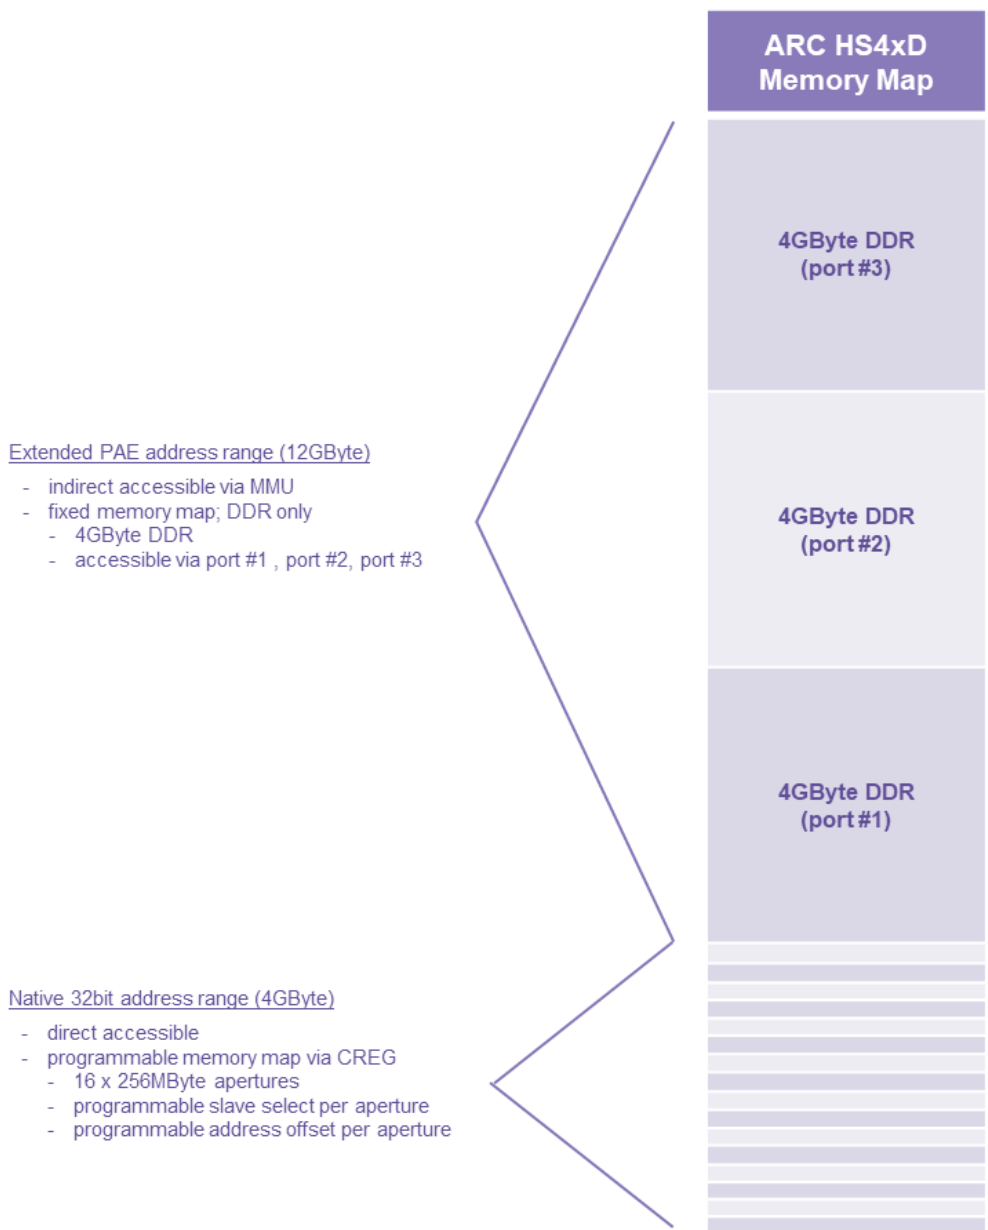 ARC HS4xD
Memory Map
4GByte DDR
(port #3)
Extended PAE address range (12GByte)
- indirect accessible via MMU
- fixed memory map; DDR only
- 4GByte DDR
- accessible via port #1 , port #2, port #3
4GByte DDR
(port #2)
4GByte DDR
(port #1)
Native 32bit address range (4GByte)
- direct accessible
- programmable memory map via CREG
- 16 x 256MByte apertures
- programmable slave select per aperture
- programmable address offset per aperture